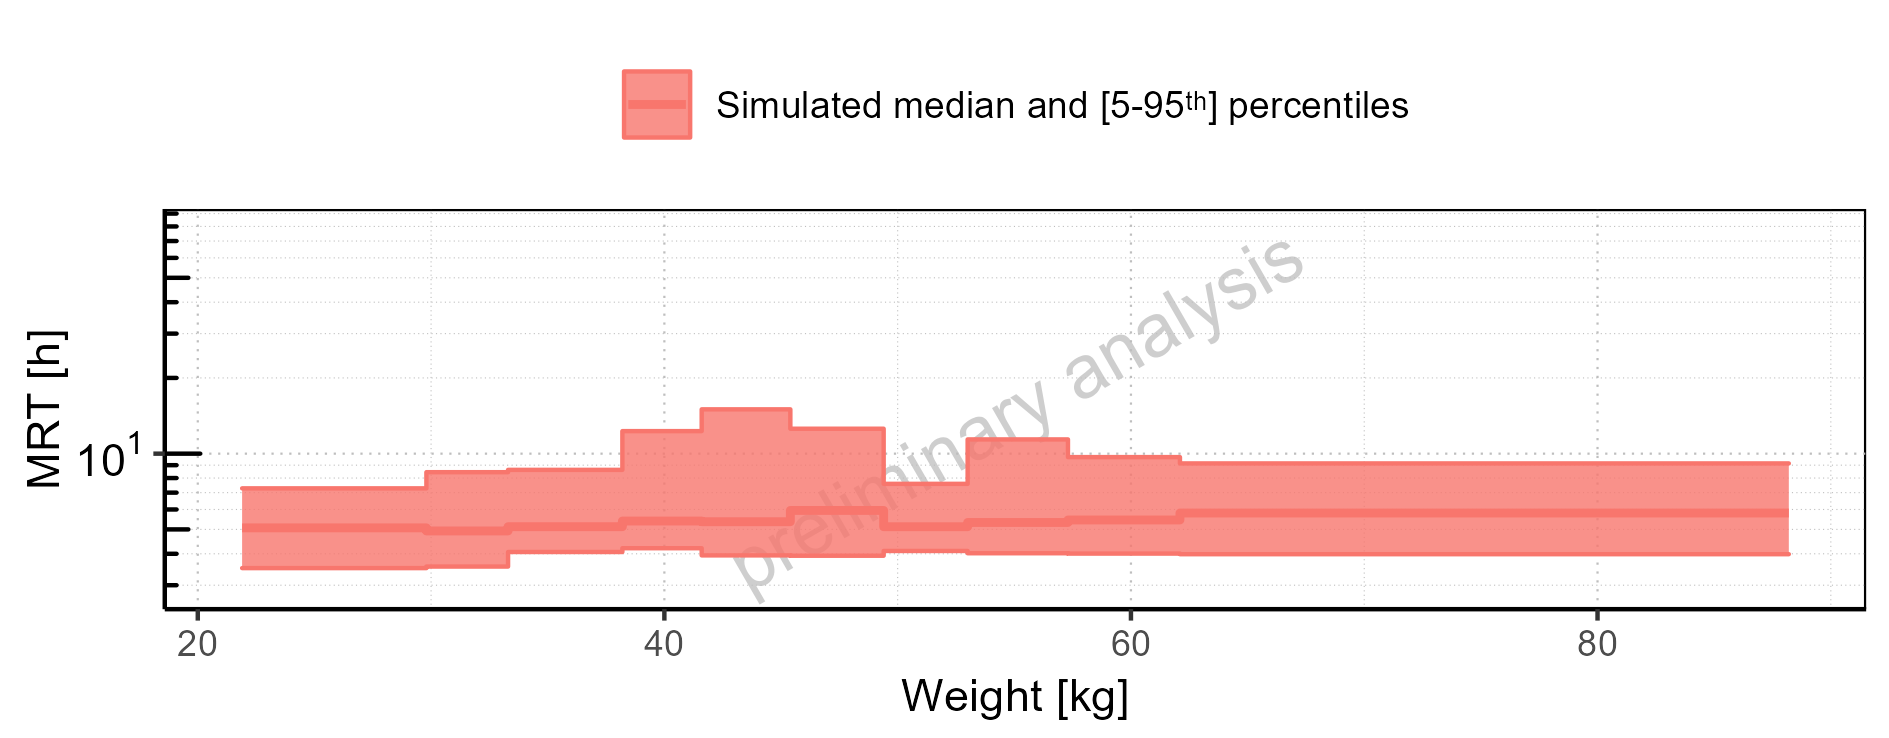 Simulated median and [5-95th] percentiles
MRT [h]
10^1
preliminary analysis
20 40 60 80
Weight [kg]